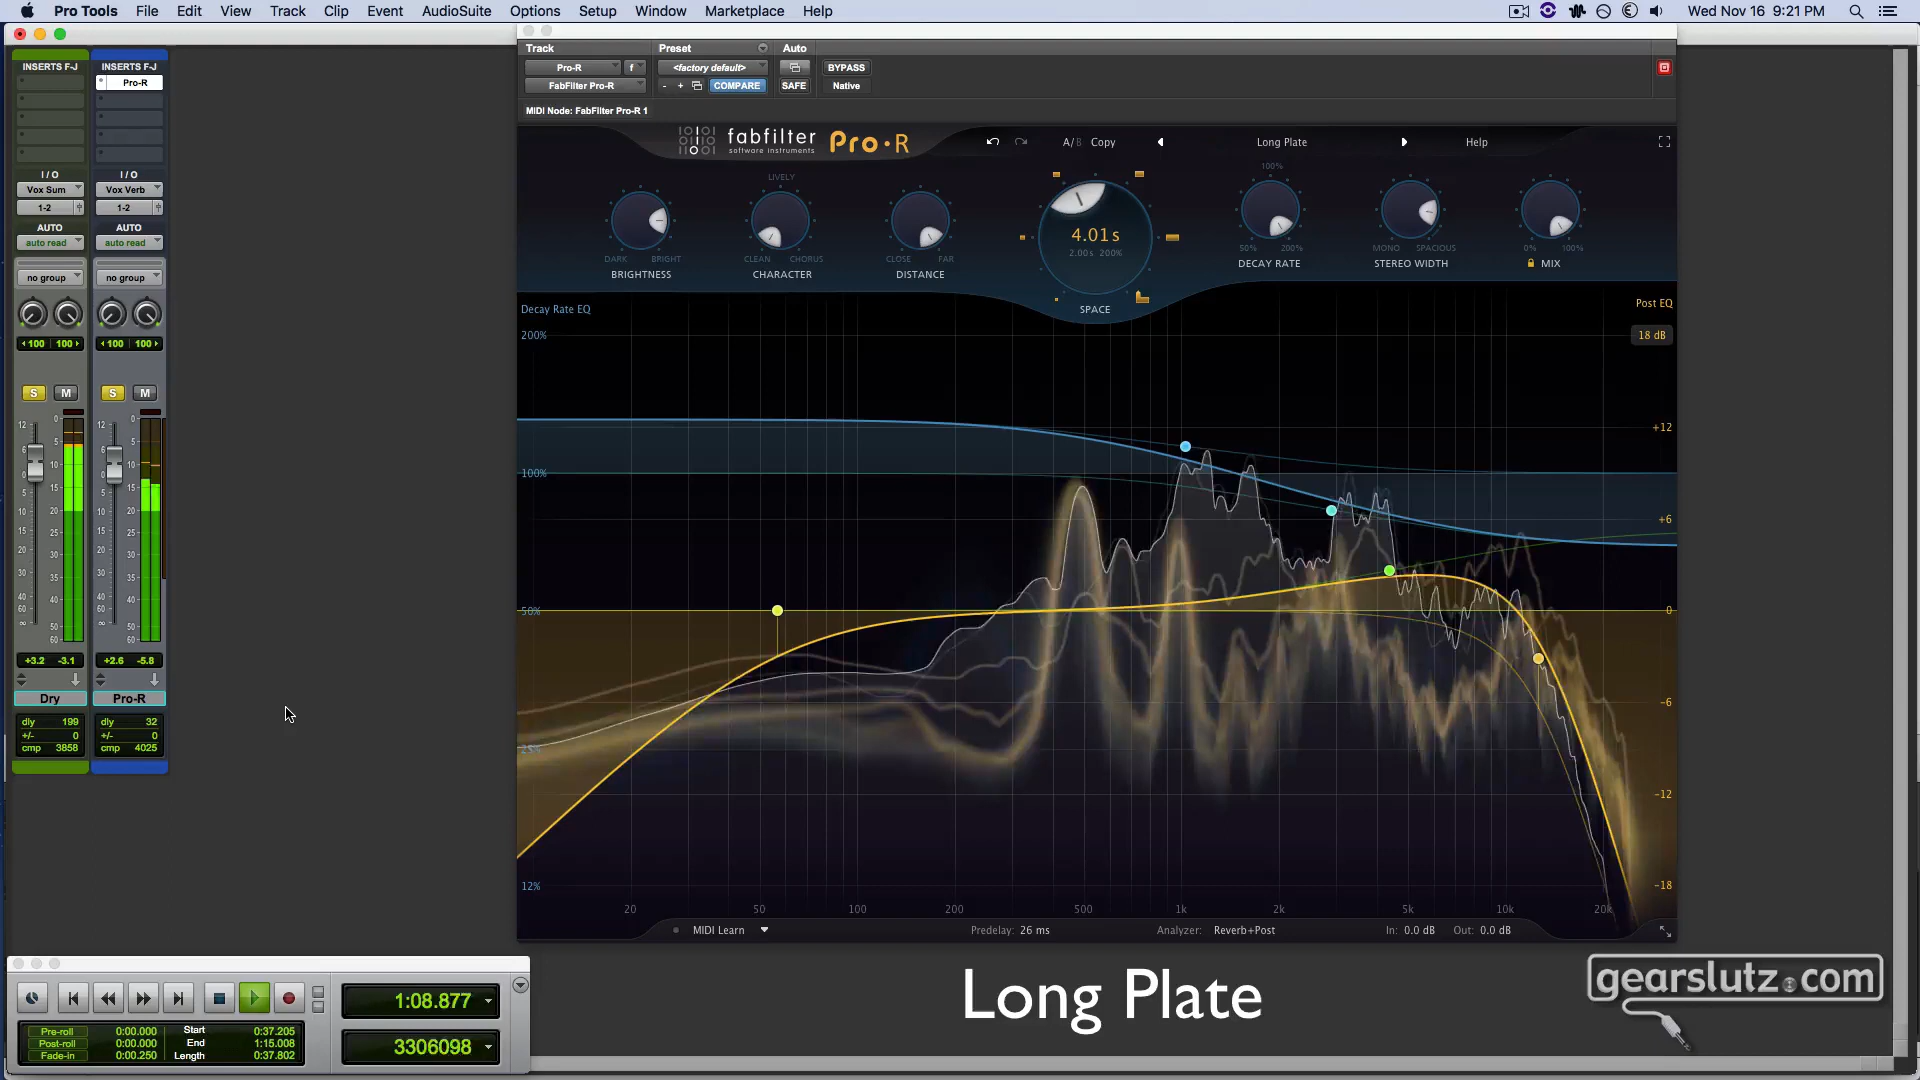 Pro Tools File Edit View Track Clip Event AudioSuite Options Setup Window Marketplace Help Wed Nov 16 9:21 PM
INSERTS F-J INSERTS F-J
Pro-R
I / O I / O
Vox Sum Vox Verb
1-2 1-2
AUTO AUTO
auto read auto read
no group no group
100 100 100 100
S M S M
+3.2 -3.1 +2.6 -5.8
Dry Pro-R
dly 199 dly 32
+/- 0 +/- 0
cmp 3858 cmp 4025
Track Preset Auto
Pro-R f <factory default> BYPASS
FabFilter Pro-R - + COMPARE SAFE Native
MIDI Node: FabFilter Pro-R 1
fabfilter Pro·R
software instruments
A/B Copy Long Plate Help
LIVELY 100%
4.01s
2.00s 200%
DARK BRIGHT CLEAN CHORUS CLOSE FAR 50% 200% MONO SPACIOUS 0% 100%
BRIGHTNESS CHARACTER DISTANCE SPACE DECAY RATE STEREO WIDTH MIX
Decay Rate EQ Post EQ
200% 18 dB
+12
100%
+6
50% 0
-6
25%
-12
12% -18
20 50 100 200 500 1k 2k 5k 10k 20k
MIDI Learn Predelay: 26 ms Analyzer: Reverb+Post In: 0.0 dB Out: 0.0 dB
1:08.877
3306098
Pre-roll 0:00.000 Start 0:37.205
Post-roll 0:00.000 End 1:15.008
Fade-in 0:00.250 Length 0:37.802
Long Plate
gearslutz.com